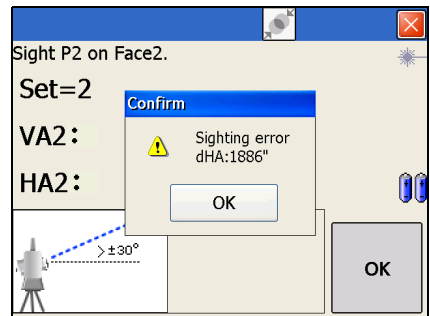 Sight P2 on Face2.
Set=2
Confirm
VA2:
Sighting error
dHA:1886"
HA2:
OK
>±30°
OK